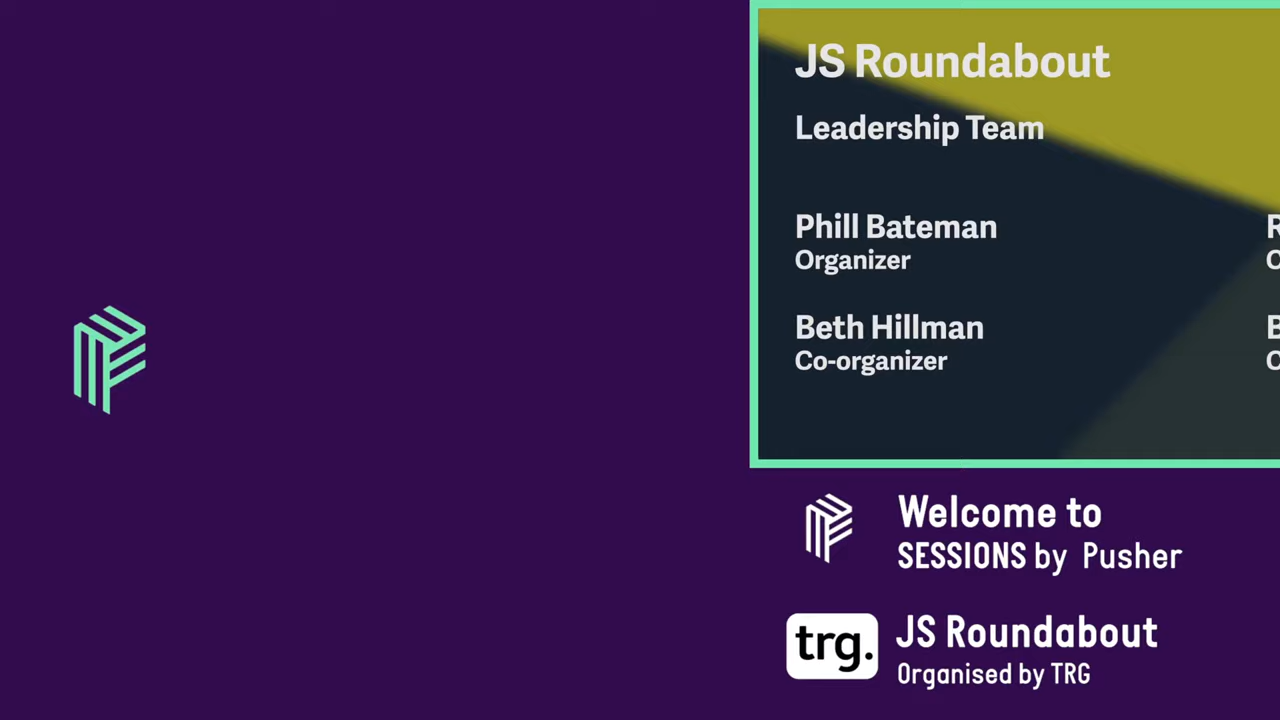 JS Roundabout
Leadership Team
Phill Bateman
Organizer
Beth Hillman
Co-organizer
Welcome to
SESSIONS by Pusher
trg.
JS Roundabout
Organised by TRG